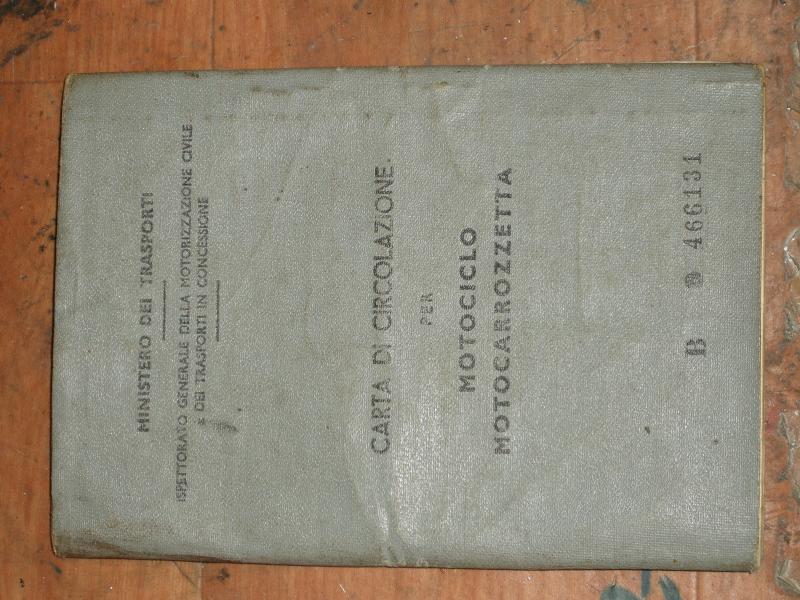 MINISTERO DEI TRASPORTI
ISPETTORATO GENERALE DELLA MOTORIZZAZIONE CIVILE
E DEI TRASPORTI IN CONCESSIONE
CARTA DI CIRCOLAZIONE
PER
MOTOCICLO
MOTOCARROZZETTA
B 466131